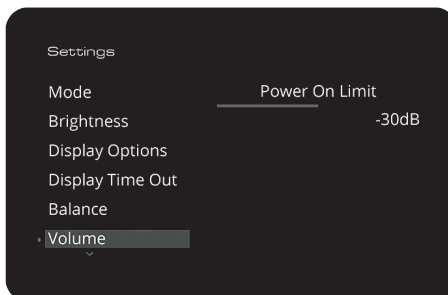 Settings
Mode
Brightness
Display Options
Display Time Out
Balance
Volume
Power On Limit
-30dB